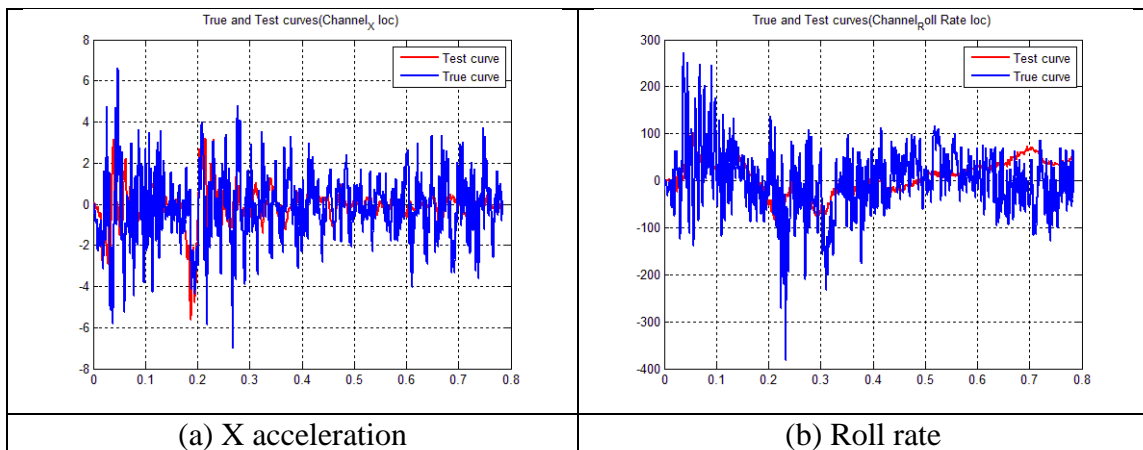 True and Test curves(Channel_X loc)
Test curve
True curve
8
6
4
2
0
-2
-4
-6
-8
0 0.1 0.2 0.3 0.4 0.5 0.6 0.7 0.8
(a) X acceleration
True and Test curves(Channel_Roll Rate loc)
Test curve
True curve
300
200
100
0
-100
-200
-300
-400
0 0.1 0.2 0.3 0.4 0.5 0.6 0.7 0.8
(b) Roll rate